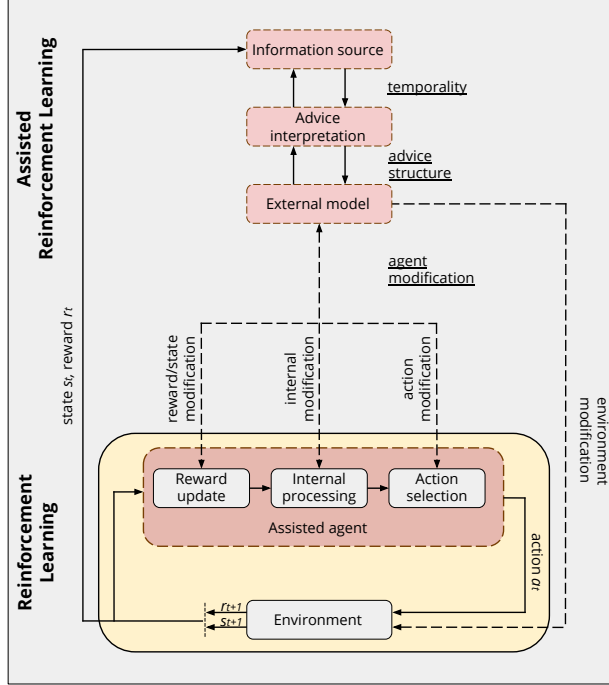 Assisted
Reinforcement Learning
Information source
temporality
Advice
interpretation
advice
structure
External model
agent
modification
state st, reward rt
reward/state
modification
internal
modification
action
modification
environment
modification
Reinforcement
Learning
Reward
update
Internal
processing
Action
selection
Assisted agent
action at
rt+1
st+1
Environment